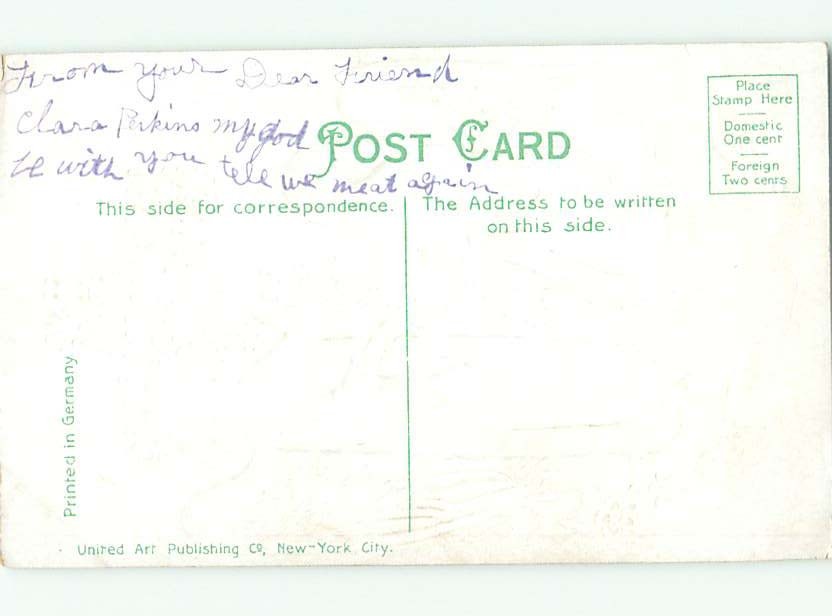 From your Dear Friend
Clara Perkins my god
be with you tell we meat again
POST CARD
Place
Stamp Here
Domestic
One cent
Foreign
Two cents
This side for correspondence.
The Address to be written
on this side.
Printed in Germany
United Art Publishing Co, New-York City.